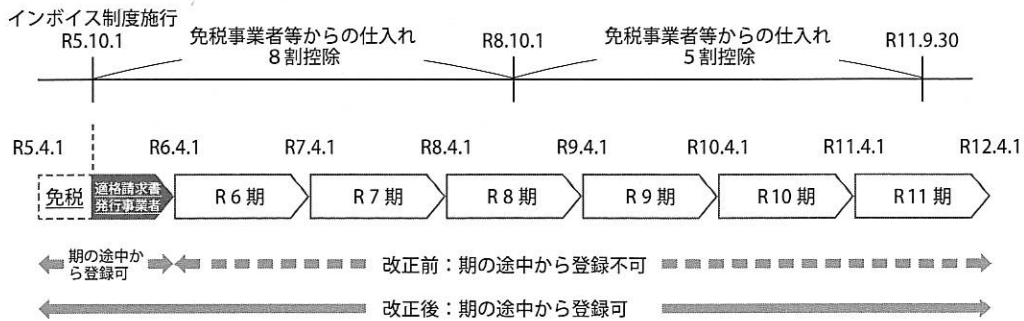 インボイス制度施行
R5.10.1
免税事業者等からの仕入れ
8割控除
R8.10.1
免税事業者等からの仕入れ
5割控除
R11.9.30
R5.4.1
R6.4.1
R7.4.1
R8.4.1
R9.4.1
R10.4.1
R11.4.1
R12.4.1
免税
適格請求書
発行事業者
R6期
R7期
R8期
R9期
R10期
R11期
期の途中か
ら登録可
改正前：期の途中から登録不可
改正後：期の途中から登録可